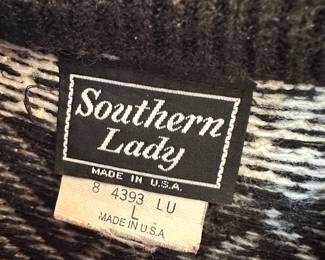 Southern
Lady
MADE IN U.S.A.
8 4393 LU
L
MADE IN U.S.A